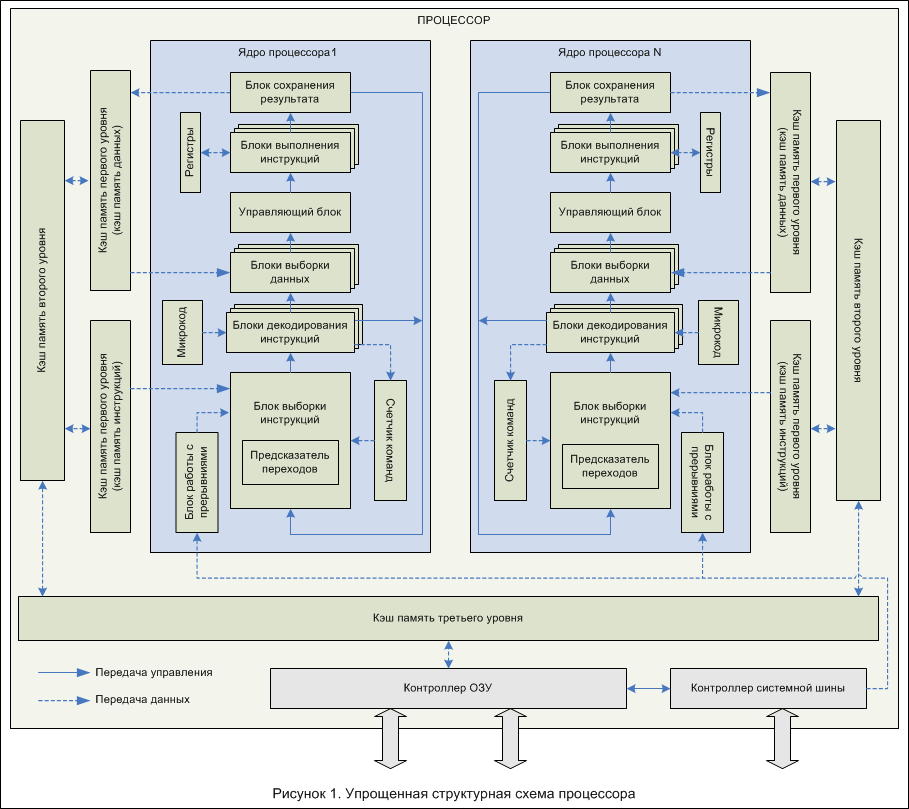 ПРОЦЕССОР
Ядро процессора1
Блок сохранения
результата
Регистры
Блоки выполнения
инструкций
Управляющий блок
Блоки выборки
данных
Микрокод
Блоки декодирования
инструкций
Блок выборки
инструкций
Предсказатель
переходов
Счетчик команд
Блок работы с
прерываниями
Кэш память первого уровня
(кэш память данных)
Кэш память второго уровня
Кэш память первого уровня
(кэш память инструкций)
Ядро процессора N
Блок сохранения
результата
Регистры
Блоки выполнения
инструкций
Управляющий блок
Блоки выборки
данных
Микрокод
Блоки декодирования
инструкций
Блок выборки
инструкций
Предсказатель
переходов
Счетчик команд
Блок работы с
прерываниями
Кэш память первого уровня
(кэш память данных)
Кэш память второго уровня
Кэш память первого уровня
(кэш память инструкций)
Кэш память третьего уровня
Передача управления
Передача данных
Контроллер ОЗУ
Контроллер системной шины
Рисунок 1. Упрощенная структурная схема процессора